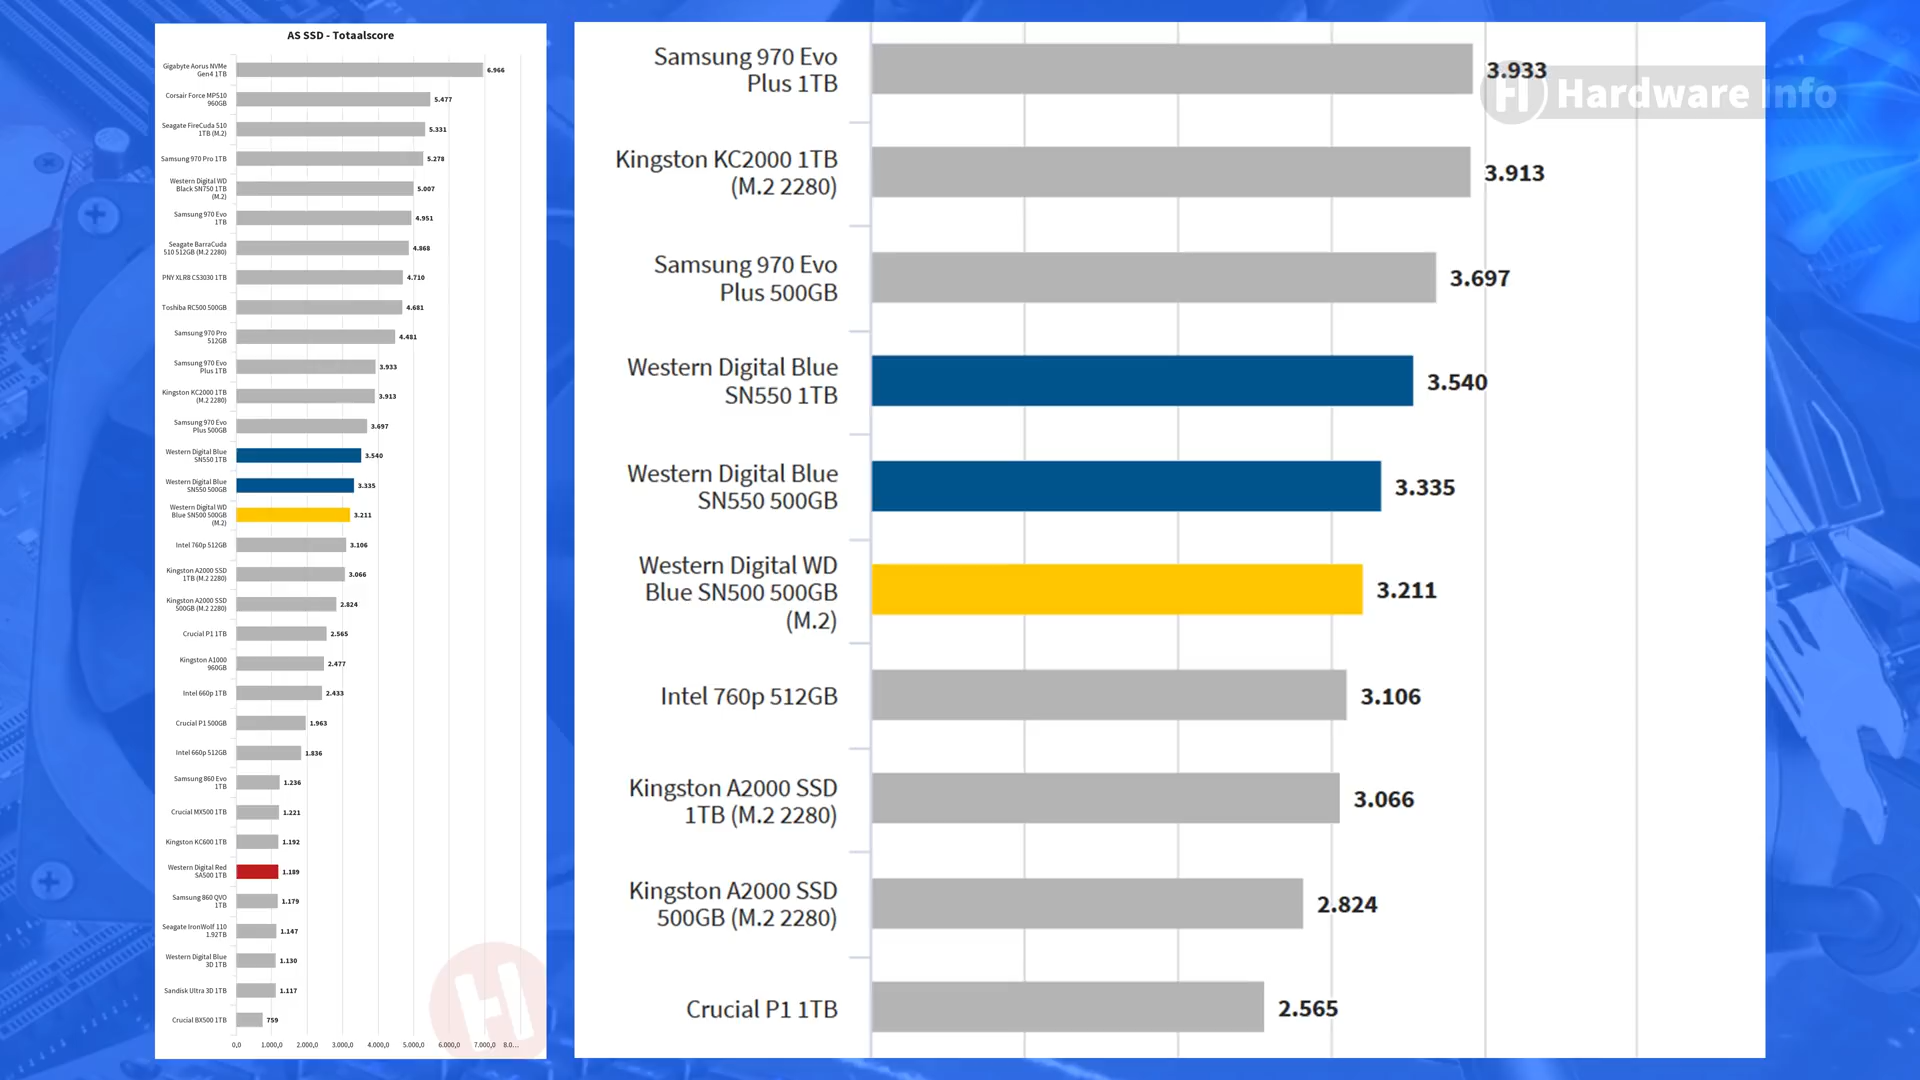 AS SSD - Totaalscore
Gigabyte Aorus NVMe
Gen4 1TB
6.966
Corsair Force MP510
960GB
5.477
Seagate FireCuda 510
1TB (M.2)
5.331
Samsung 970 Pro 1TB
5.278
Western Digital WD
Black SN750 1TB
(M.2)
5.007
Samsung 970 Evo
1TB
4.951
Seagate BarraCuda
510 512GB (M.2 2280)
4.868
PNY XLR8 CS3030 1TB
4.710
Toshiba RC500 500GB
4.681
Samsung 970 Pro
512GB
4.481
Samsung 970 Evo
Plus 1TB
3.933
Kingston KC2000 1TB
(M.2 2280)
3.913
Samsung 970 Evo
Plus 500GB
3.697
Western Digital Blue
SN550 1TB
3.540
Western Digital Blue
SN550 500GB
3.335
Western Digital WD
Blue SN500 500GB
(M.2)
3.211
Intel 760p 512GB
3.106
Kingston A2000 SSD
1TB (M.2 2280)
3.066
Kingston A2000 SSD
500GB (M.2 2280)
2.824
Crucial P1 1TB
2.565
Kingston A1000
960GB
2.477
Intel 660p 1TB
2.433
Crucial P1 500GB
1.963
Intel 660p 512GB
1.836
Samsung 860 Evo
1TB
1.236
Crucial MX500 1TB
1.221
Kingston KC600 1TB
1.192
Western Digital Red
SA500 1TB
1.189
Samsung 860 QVO
1TB
1.179
Seagate IronWolf 110
1.92TB
1.147
Western Digital Blue
3D 1TB
1.130
Sandisk Ultra 3D 1TB
1.117
Crucial BX500 1TB
759
0,0 1.000,0 2.000,0 3.000,0 4.000,0 5.000,0 6.000,0 7.000,0 8.0...
Samsung 970 Evo
Plus 1TB
3.933
Hardware Info
Kingston KC2000 1TB
(M.2 2280)
3.913
Samsung 970 Evo
Plus 500GB
3.697
Western Digital Blue
SN550 1TB
3.540
Western Digital Blue
SN550 500GB
3.335
Western Digital WD
Blue SN500 500GB
(M.2)
3.211
Intel 760p 512GB
3.106
Kingston A2000 SSD
1TB (M.2 2280)
3.066
Kingston A2000 SSD
500GB (M.2 2280)
2.824
Crucial P1 1TB
2.565